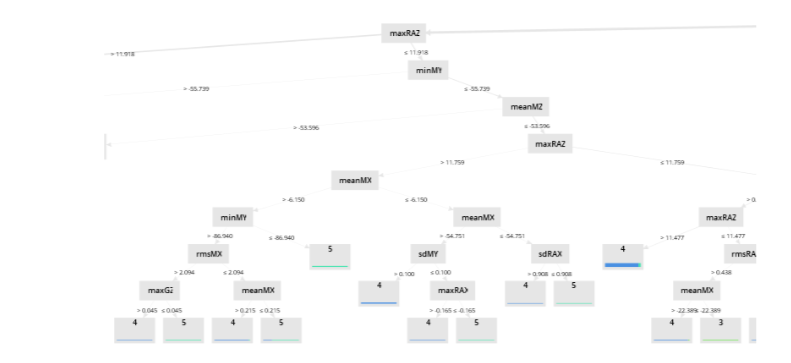 maxRAZ
> 11.918 ≤ 11.918
minMY
> -55.739 ≤ -55.739
meanMZ
> -53.596 ≤ -53.596
maxRAZ
> 11.759 ≤ 11.759
meanMX
> -6.150 ≤ -6.150 > 0.
minMY meanMX maxRAZ
> -86.940 ≤ -86.940 > -54.751 ≤ -54.751 > 11.477 ≤ 11.477
rmsMX 5 sdMY sdRAX 4 rmsRA
> 2.094 ≤ 2.094 > 0.100 ≤ 0.100 > 0.908 ≤ 0.908 > 0.438
maxGZ meanMX 4 maxRAX 4 5 meanMX
> 0.045 ≤ 0.045 > 0.215 ≤ 0.215 > -0.165 ≤ -0.165 > -22.389 ≤ -22.389
4 5 4 5 4 5 4 3